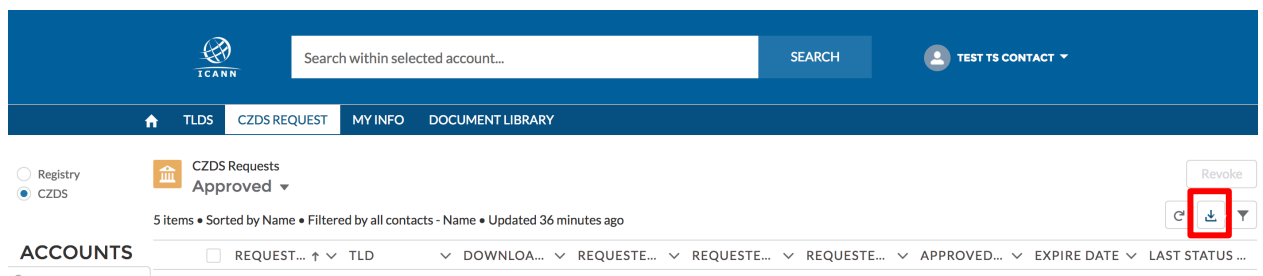 ICANN
Search within selected account...
SEARCH
TEST TS CONTACT
TLDS
CZDS REQUEST
MY INFO
DOCUMENT LIBRARY
Registry
CZDS
CZDS Requests
Approved
Revoke
5 items • Sorted by Name • Filtered by all contacts - Name • Updated 36 minutes ago
ACCOUNTS
REQUEST... ↑ TLD DOWNLOA... REQUESTE... REQUESTE... REQUESTE... APPROVED... EXPIRE DATE LAST STATUS ...